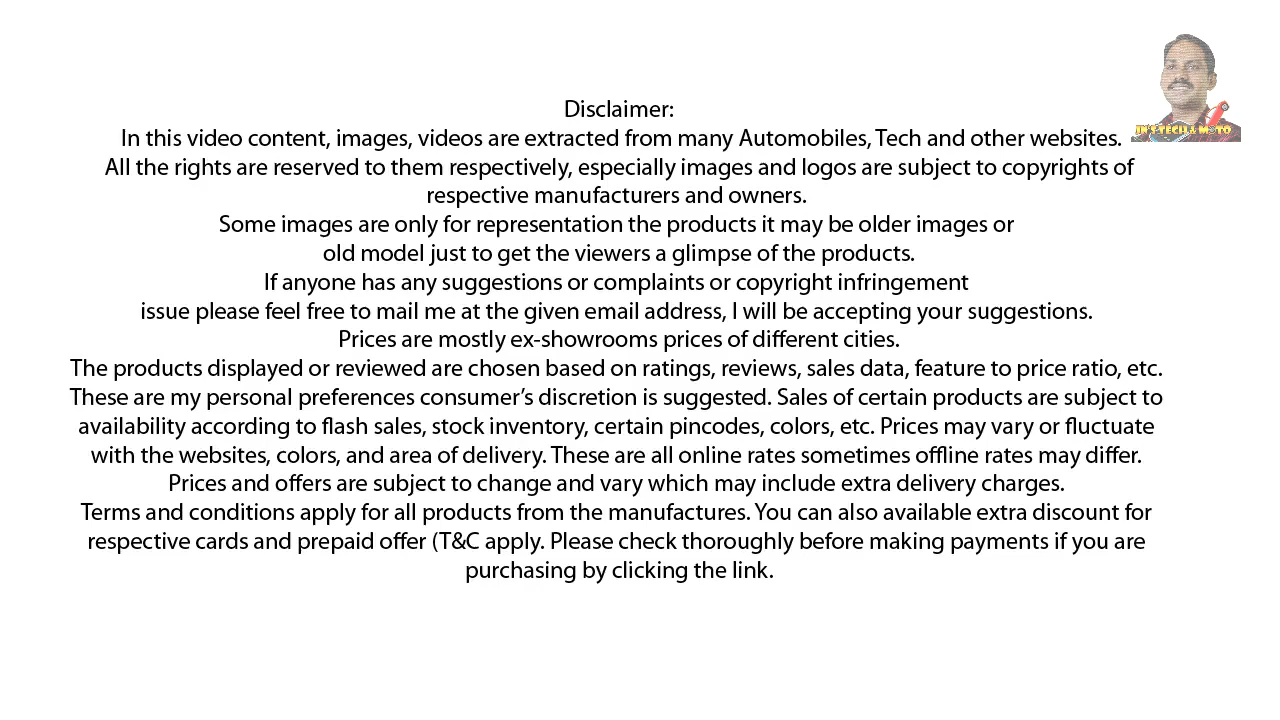 Disclaimer:
In this video content, images, videos are extracted from many Automobiles, Tech and other websites.
All the rights are reserved to them respectively, especially images and logos are subject to copyrights of
respective manufacturers and owners.
Some images are only for representation the products it may be older images or
old model just to get the viewers a glimpse of the products.
If anyone has any suggestions or complaints or copyright infringement
issue please feel free to mail me at the given email address, I will be accepting your suggestions.
Prices are mostly ex-showrooms prices of different cities.
The products displayed or reviewed are chosen based on ratings, reviews, sales data, feature to price ratio, etc.
These are my personal preferences consumer’s discretion is suggested. Sales of certain products are subject to
availability according to flash sales, stock inventory, certain pincodes, colors, etc. Prices may vary or fluctuate
with the websites, colors, and area of delivery. These are all online rates sometimes offline rates may differ.
Prices and offers are subject to change and vary which may include extra delivery charges.
Terms and conditions apply for all products from the manufactures. You can also available extra discount for
respective cards and prepaid offer (T&C apply. Please check thoroughly before making payments if you are
purchasing by clicking the link.
TECH & MOTO